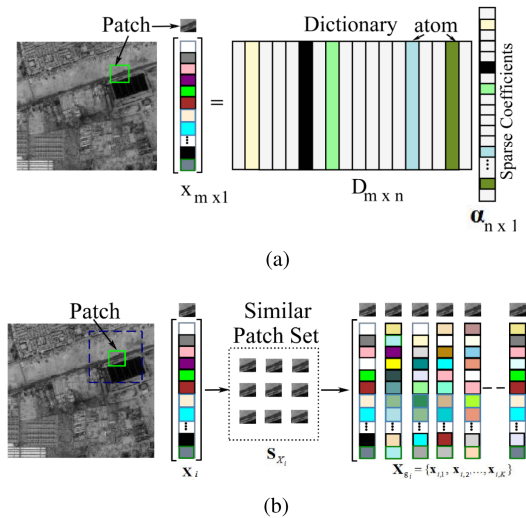 Patch
Dictionary
atom
=
Sparse Coefficients
x m x1
D m x n
α n x 1
(a)
Patch
Similar
Patch Set
x i
s X i
X g i = {x i,1, x i,2,..., x i,K}
(b)